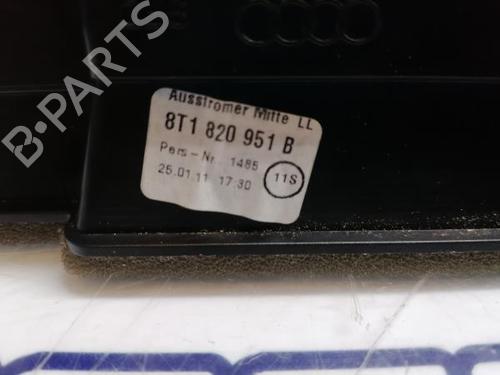 Ausströmer Mitte LL
8T1 820 951 B
Pers-Nr. 1485
25.01.11 17:30
11S
B-PARTS